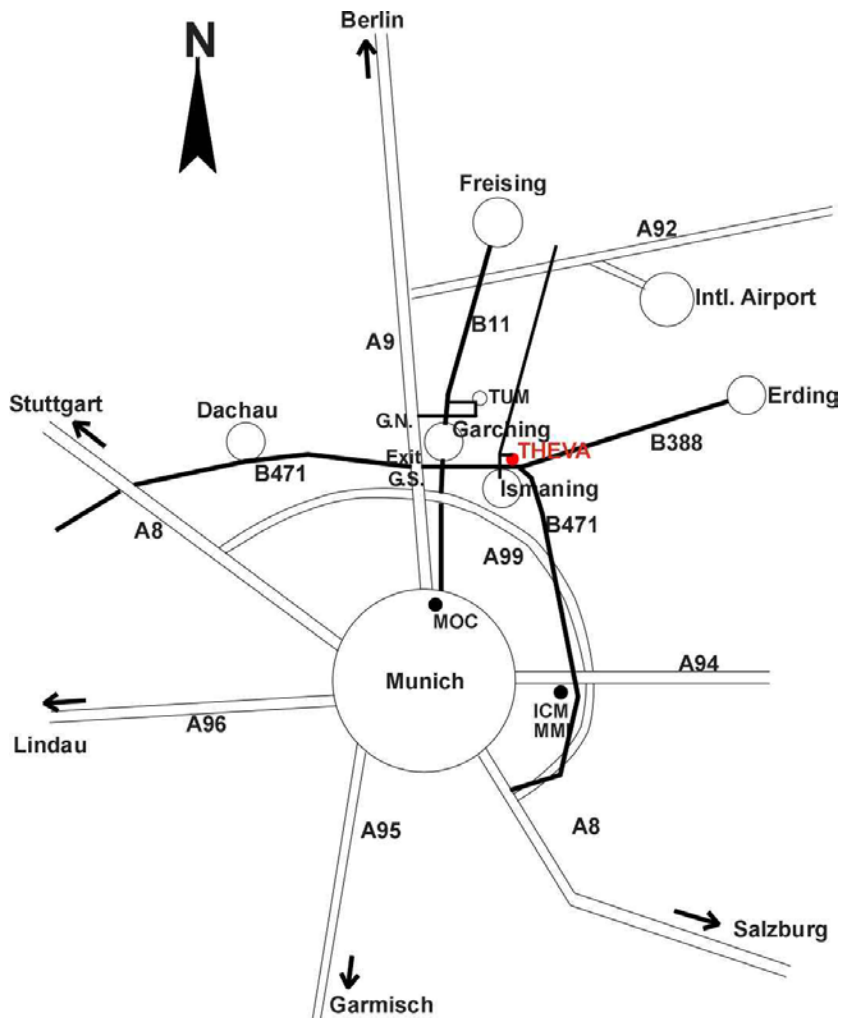 Berlin
N
Freising
A92
Intl. Airport
B11
A9
TUM
Erding
Stuttgart
Dachau
G.N.
Garching
B388
THEVA
Exit
B471
G.S.
Ismaning
B471
A8
A99
MOC
A94
Munich
ICM
MMI
A96
Lindau
A95
A8
Salzburg
Garmisch